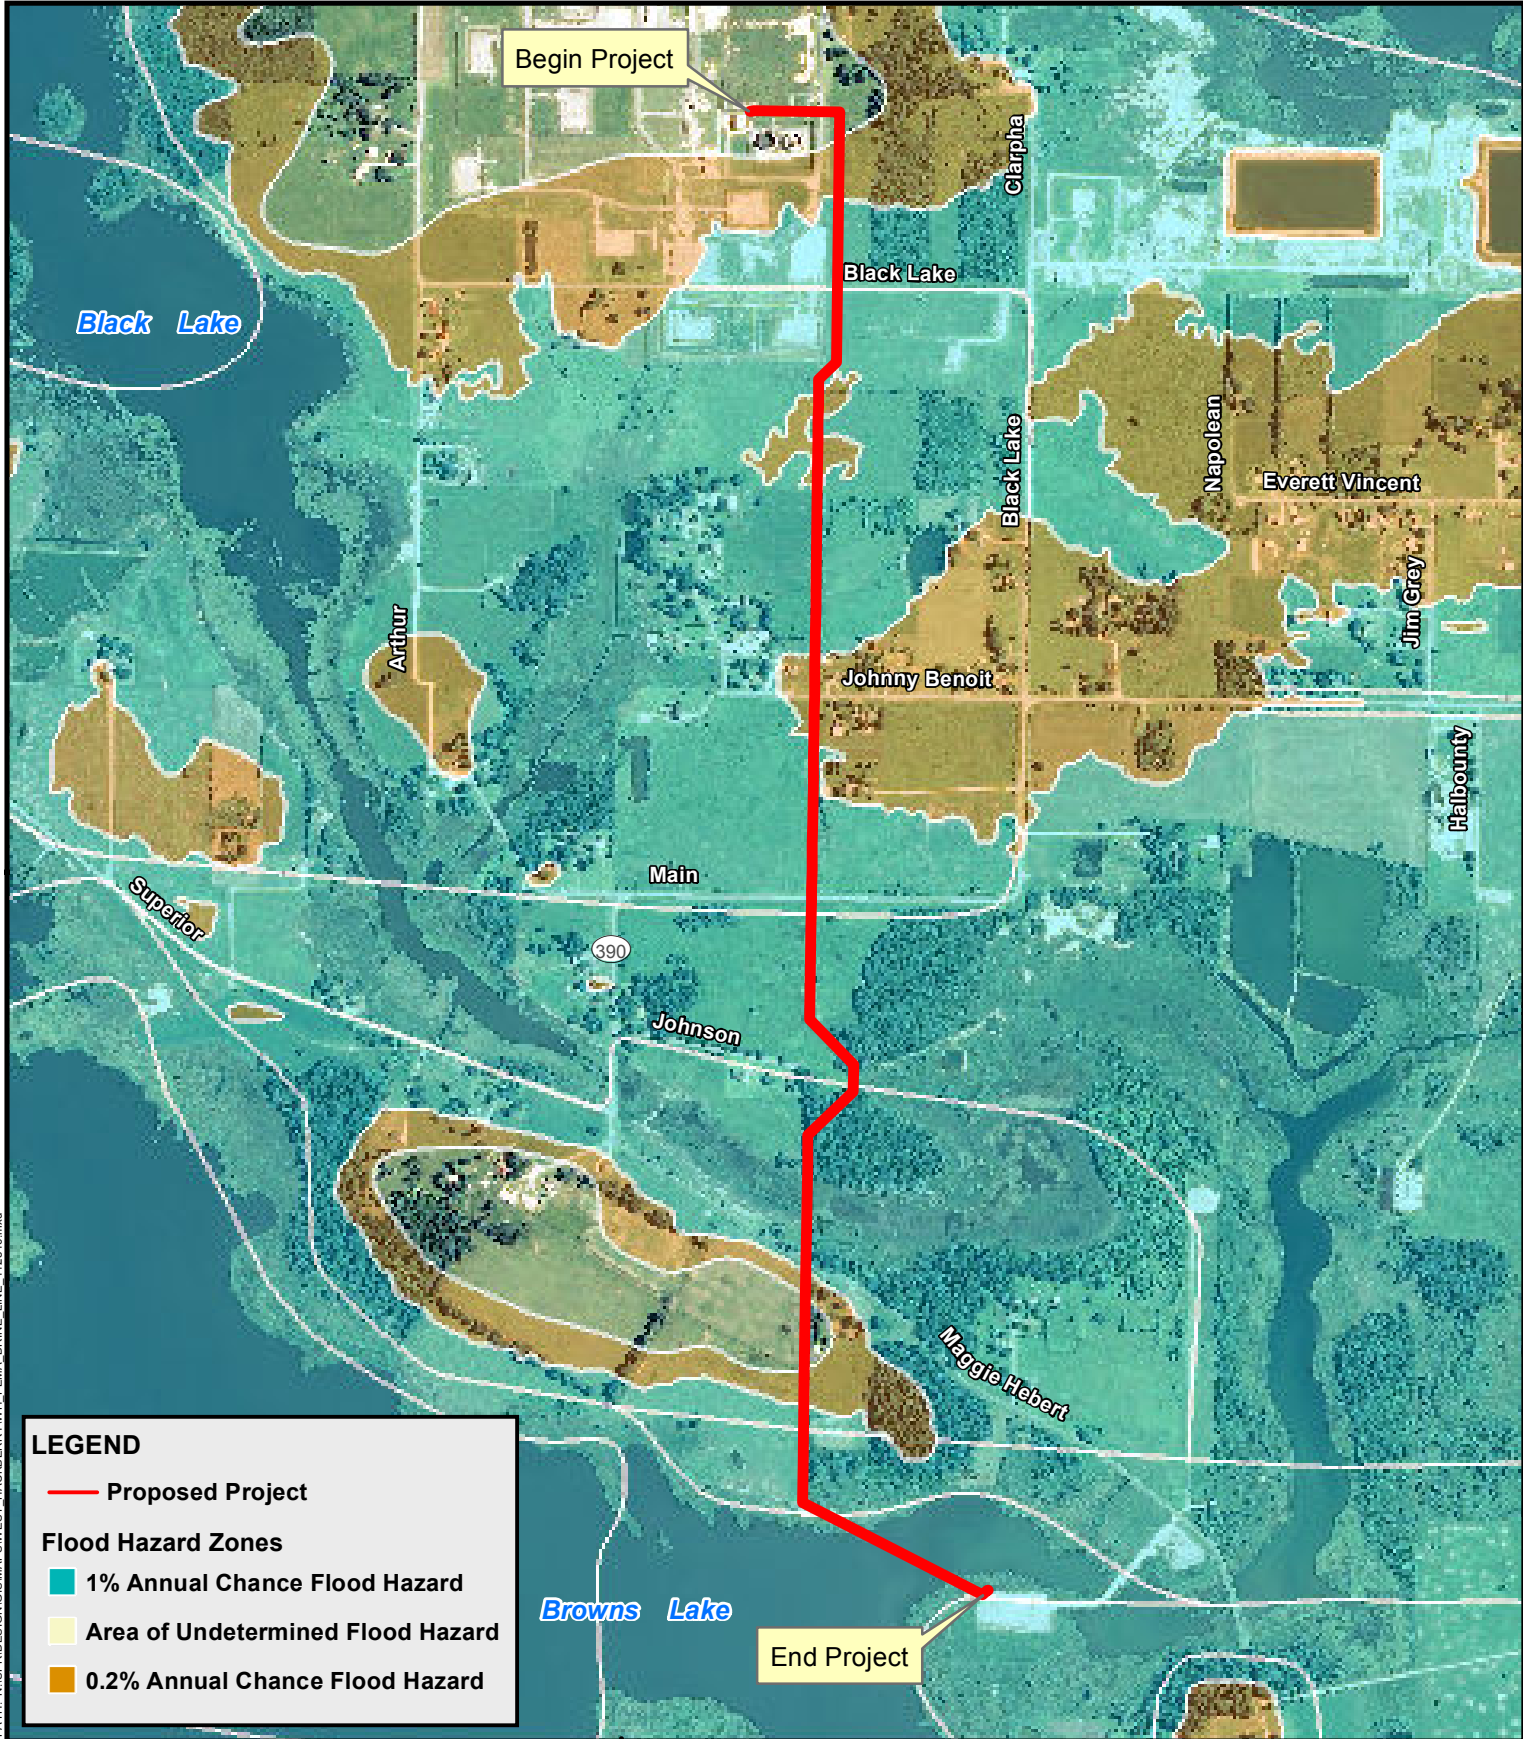 Begin Project
Clarpha
Black Lake
Black Lake
Black Lake
Napolean
Everett Vincent
Jim Grey
Arthur
Johnny Benoit
Halbounty
Main
Superior
390
Johnson
Maggie Hebert
LEGEND
Proposed Project
Flood Hazard Zones
1% Annual Chance Flood Hazard
Area of Undetermined Flood Hazard
0.2% Annual Chance Flood Hazard
Browns Lake
End Project